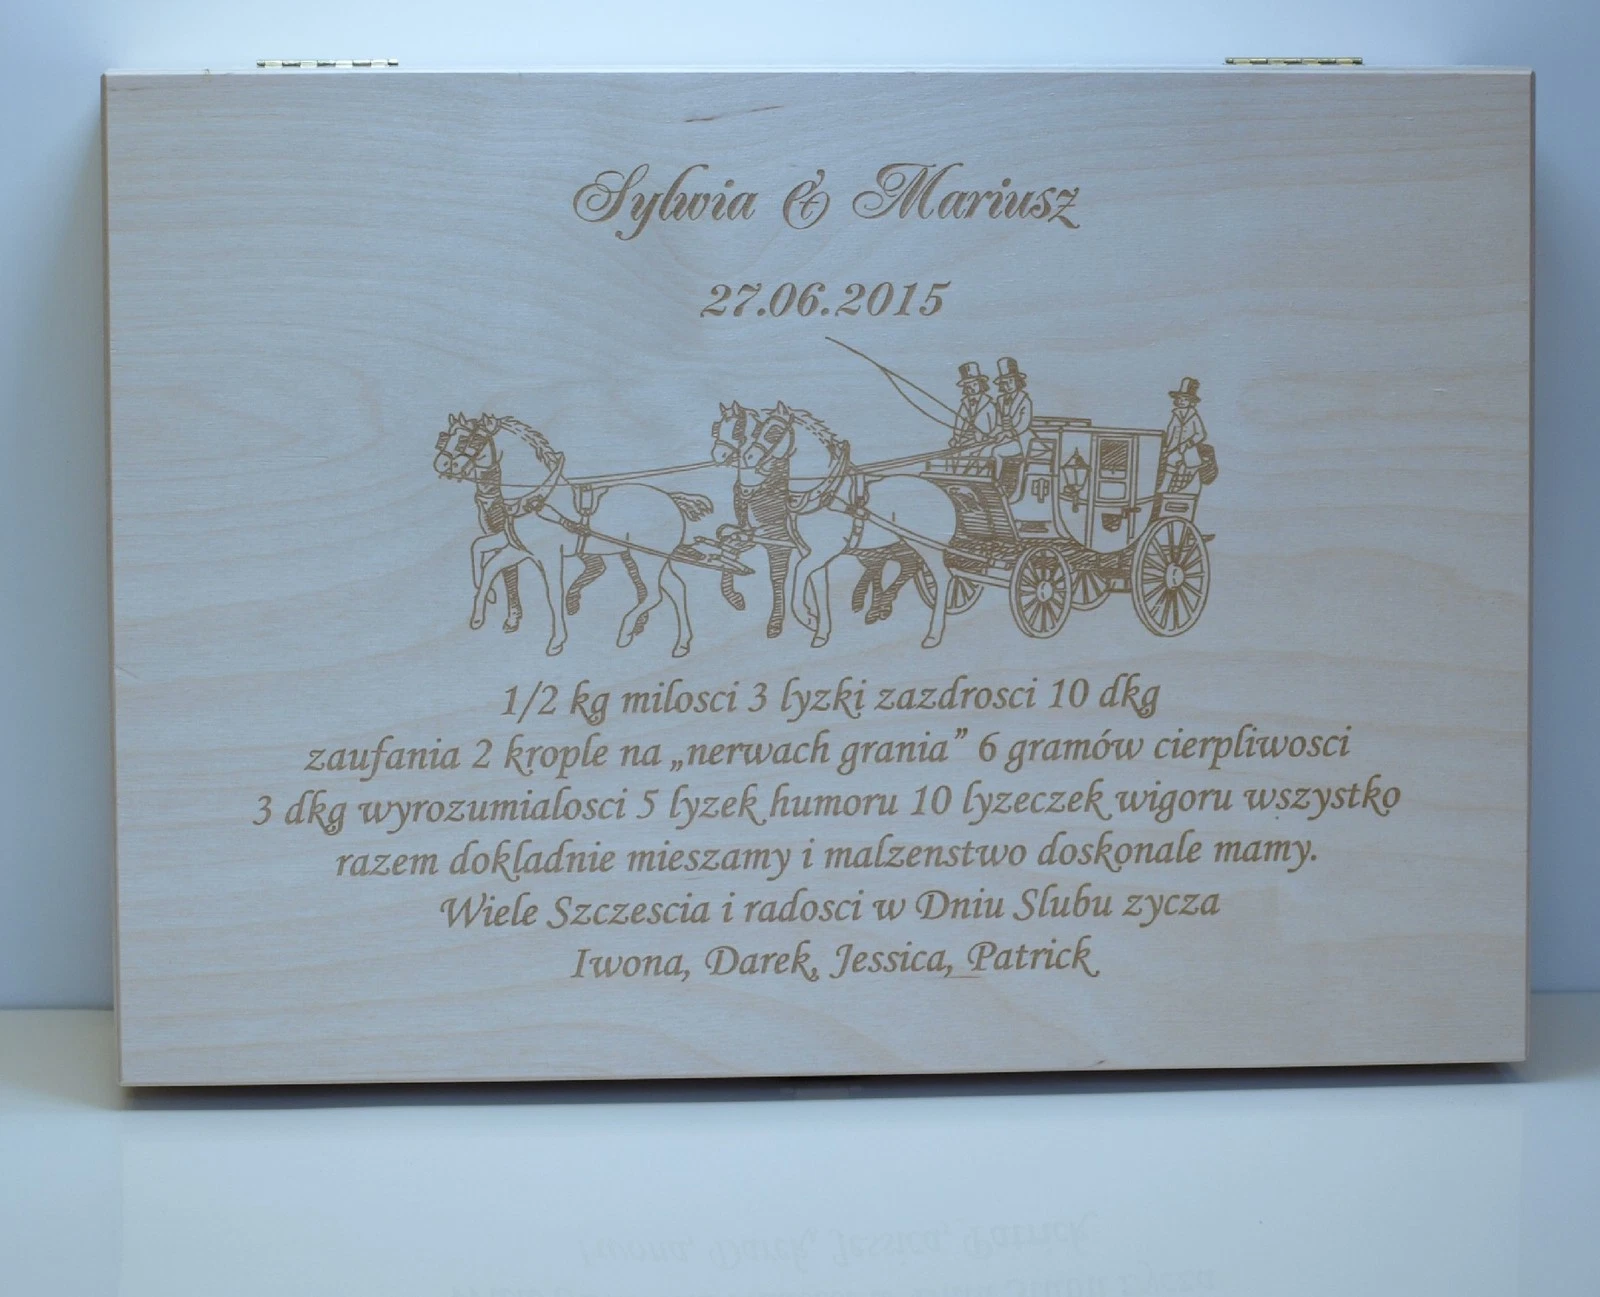 Sylwia & Mariusz
27.06.2015
1/2 kg milosci 3 lyzki zazdrosci 10 dkg
zaufania 2 krople na „nerwach grania” 6 gramów cierpliwosci
3 dkg wyrozumialosci 5 lyzek humoru 10 lyzeczek wigoru wszystko
razem dokladnie mieszamy i malzenstwo doskonale mamy.
Wiele Szczescia i radosci w Dniu Slubu zycza
Iwona, Darek, Jessica, Patrick